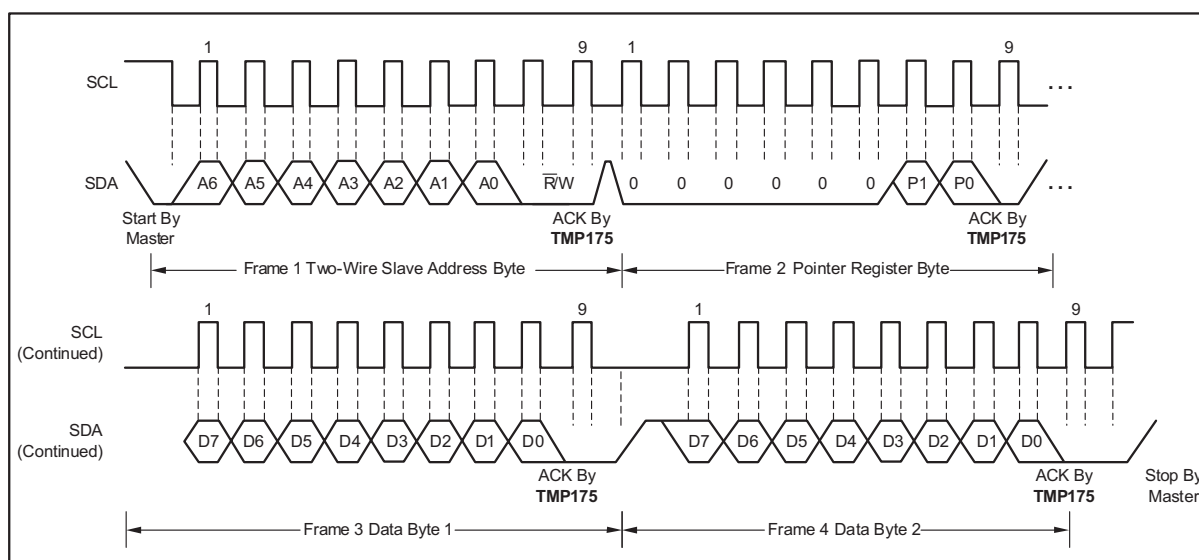 1 9 1 9
SCL ...
SDA A6 A5 A4 A3 A2 A1 A0 R̅/W 0 0 0 0 0 0 P1 P0 ...
Start By
Master
ACK By
TMP175
ACK By
TMP175
Frame 1 Two-Wire Slave Address Byte
Frame 2 Pointer Register Byte
1 9 1 9
SCL
(Continued)
SDA
(Continued)
D7 D6 D5 D4 D3 D2 D1 D0 D7 D6 D5 D4 D3 D2 D1 D0
ACK By
TMP175
ACK By
TMP175
Stop By
Master
Frame 3 Data Byte 1
Frame 4 Data Byte 2